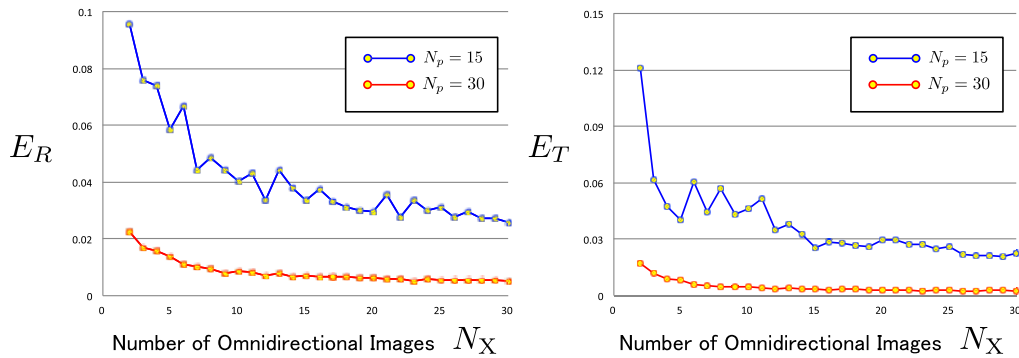 0.1
0.08
0.06
0.04
0.02
0
E_R
N_p = 15
N_p = 30
0 5 10 15 20 25 30
Number of Omnidirectional Images N_X
0.15
0.12
0.09
0.06
0.03
0
E_T
N_p = 15
N_p = 30
0 5 10 15 20 25 30
Number of Omnidirectional Images N_X